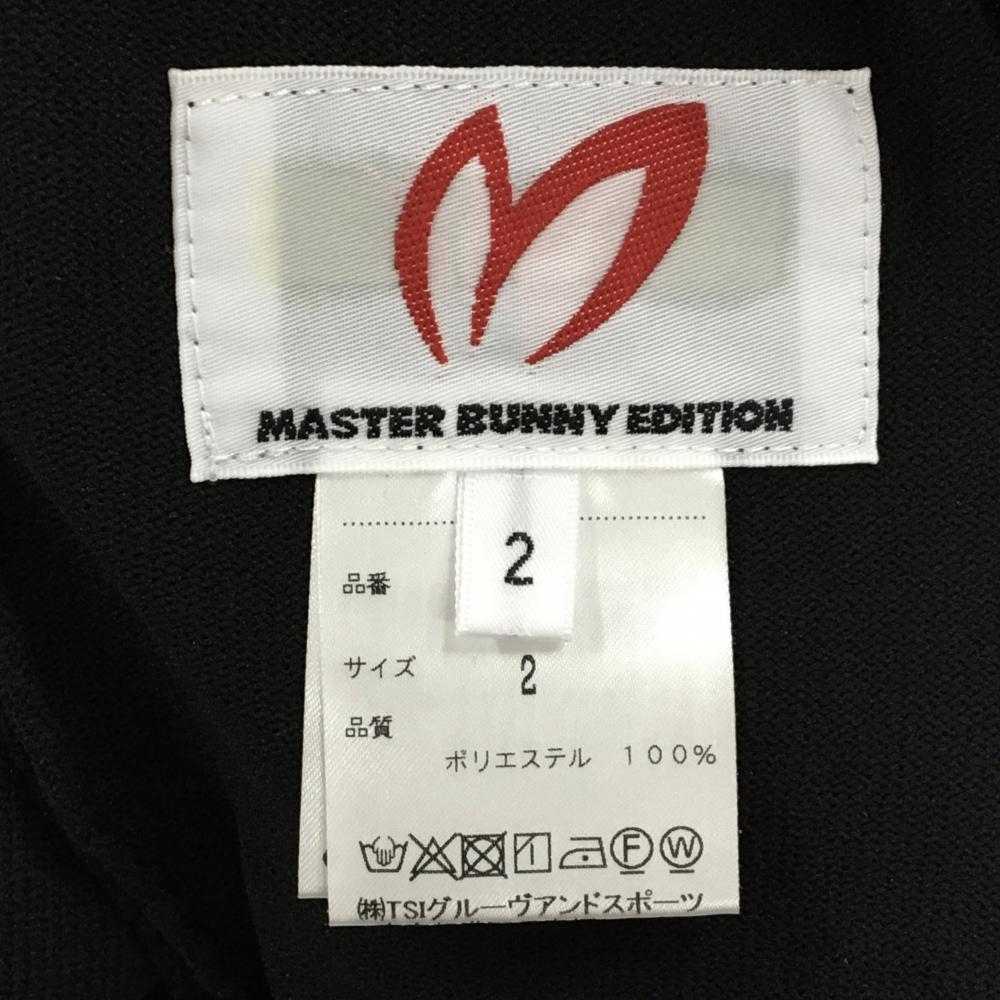 MASTER BUNNY EDITION
2
品番
サイズ 2
品質
ポリエステル 100%
F W
㈱TSIグルーヴアンドスポーツ